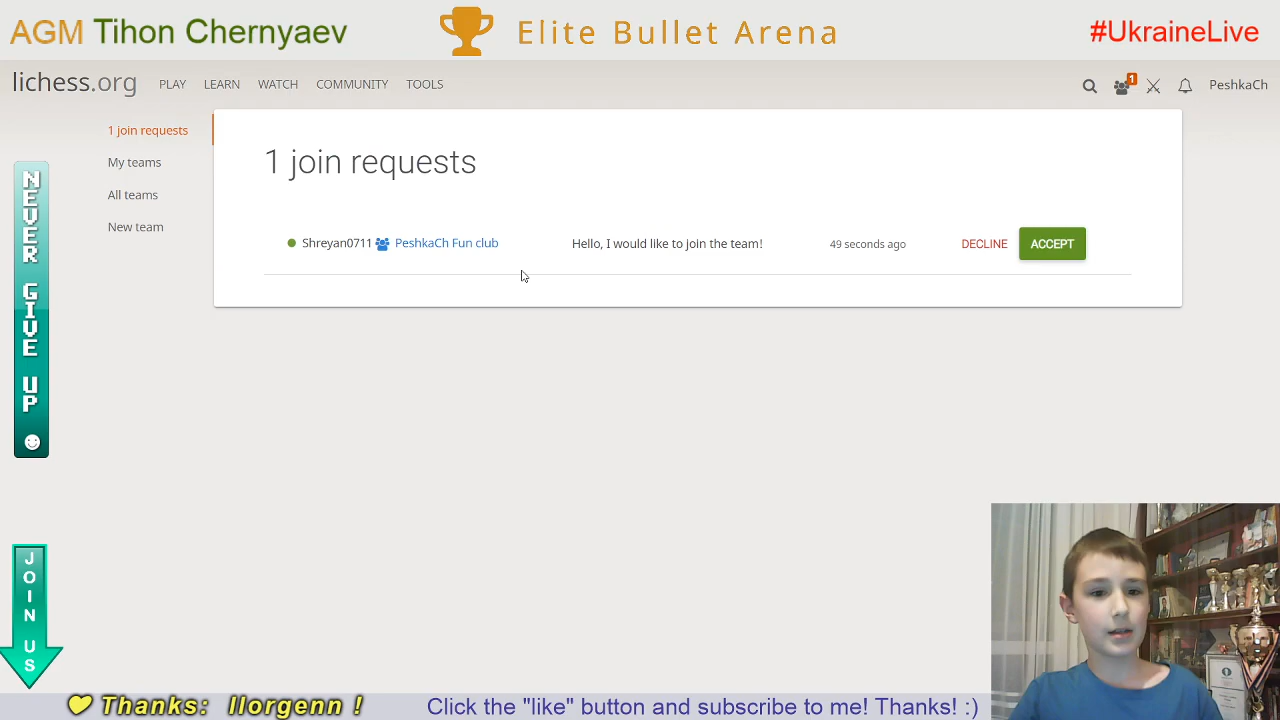 AGM Tihon Chernyaev
Elite Bullet Arena
#UkraineLive
lichess.org
PLAY
LEARN
WATCH
COMMUNITY
TOOLS
1
PeshkaCh
1 join requests
My teams
All teams
New team
1 join requests
Shreyan0711 PeshkaCh Fun club
Hello, I would like to join the team!
49 seconds ago
DECLINE
ACCEPT
NEVER GIVE UP
JOIN US
Thanks: llorgenn !
Click the "like" button and subscribe to me! Thanks! :)